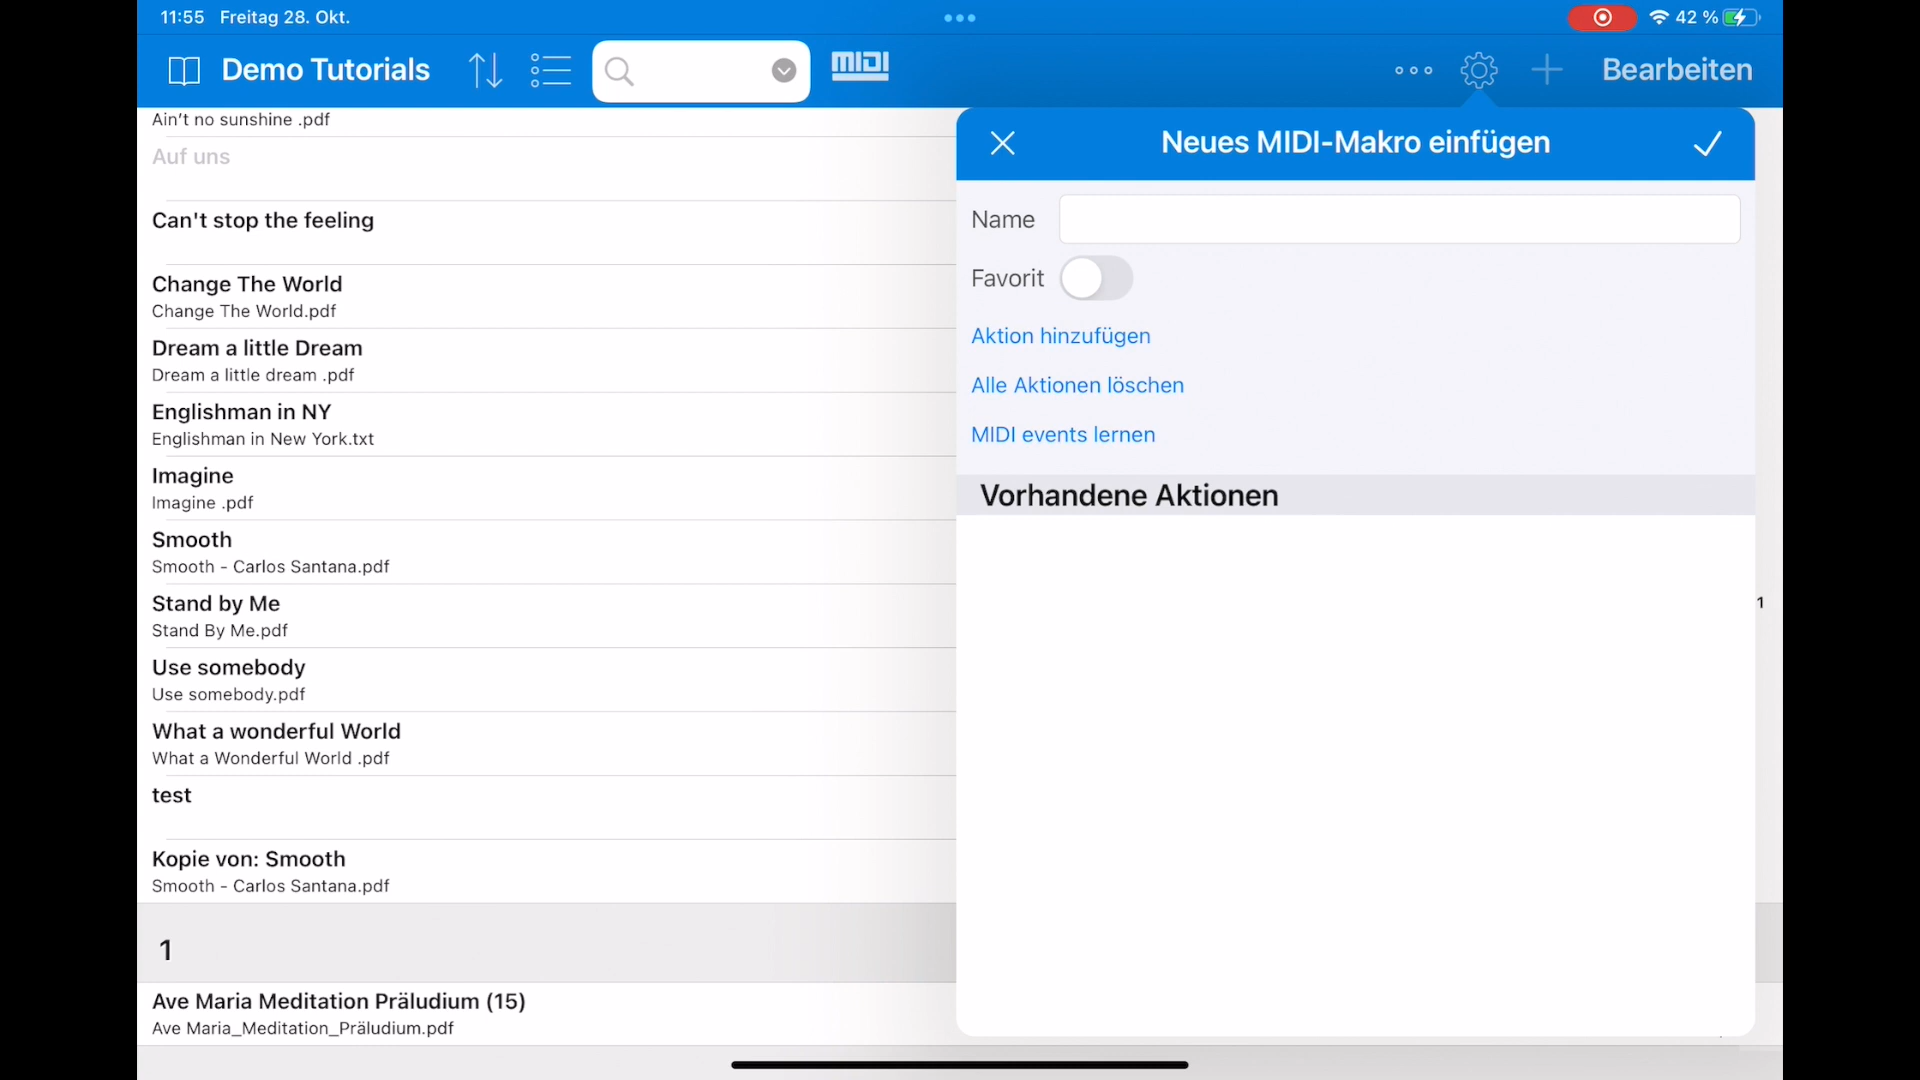 11:55 Freitag 28. Okt.
42 %
Demo Tutorials
MIDI
Bearbeiten
Ain't no sunshine .pdf
Auf uns
Can't stop the feeling
Change The World
Change The World.pdf
Dream a little Dream
Dream a little dream .pdf
Englishman in NY
Englishman in New York.txt
Imagine
Imagine .pdf
Smooth
Smooth - Carlos Santana.pdf
Stand by Me
Stand By Me.pdf
Use somebody
Use somebody.pdf
What a wonderful World
What a Wonderful World .pdf
test
Kopie von: Smooth
Smooth - Carlos Santana.pdf
1
Ave Maria Meditation Präludium (15)
Ave Maria_Meditation_Präludium.pdf
Neues MIDI-Makro einfügen
Name
Favorit
Aktion hinzufügen
Alle Aktionen löschen
MIDI events lernen
Vorhandene Aktionen
1